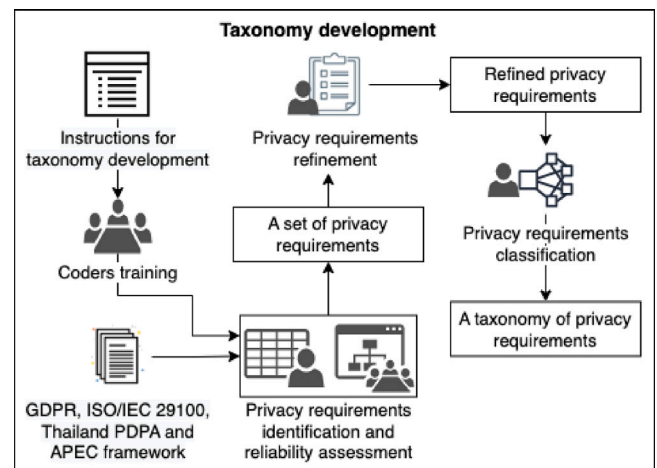 Taxonomy development
Instructions for
taxonomy development
Coders training
GDPR, ISO/IEC 29100,
Thailand PDPA and
APEC framework
Privacy requirements
identification and
reliability assessment
A set of privacy
requirements
Privacy requirements
refinement
Refined privacy
requirements
Privacy requirements
classification
A taxonomy of privacy
requirements